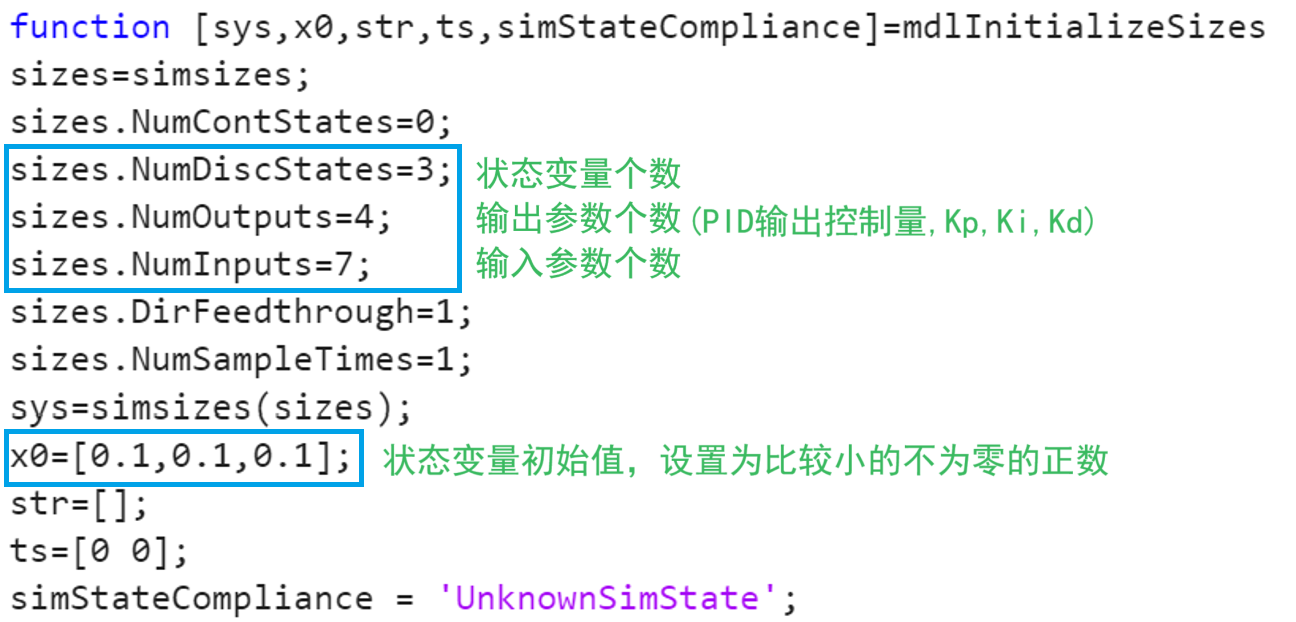 function [sys,x0,str,ts,simStateCompliance]=mdlInitializeSizes
sizes=simsizes;
sizes.NumContStates=0;
sizes.NumDiscStates=3; 状态变量个数
sizes.NumOutputs=4; 输出参数个数(PID输出控制量,Kp,Ki,Kd)
sizes.NumInputs=7; 输入参数个数
sizes.DirFeedthrough=1;
sizes.NumSampleTimes=1;
sys=simsizes(sizes);
x0=[0.1,0.1,0.1]; 状态变量初始值，设置为比较小的不为零的正数
str=[];
ts=[0 0];
simStateCompliance = 'UnknownSimState';